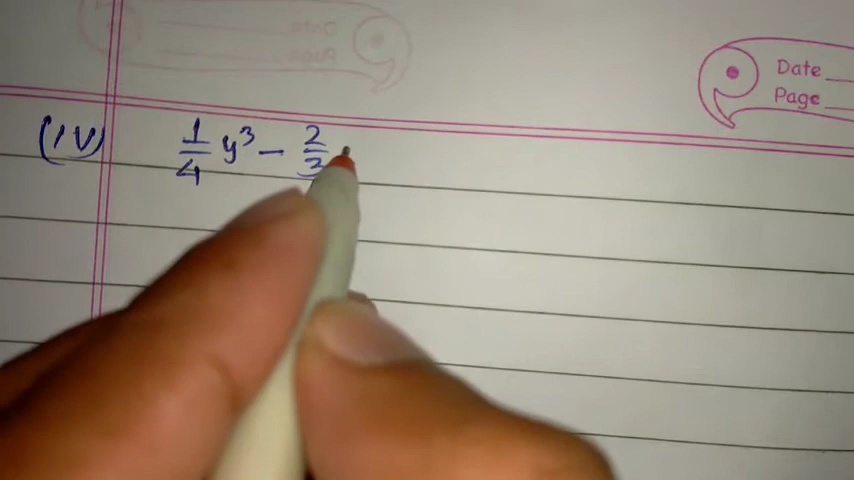 Date
Page
(iv) 1/4 y³ - 2/3